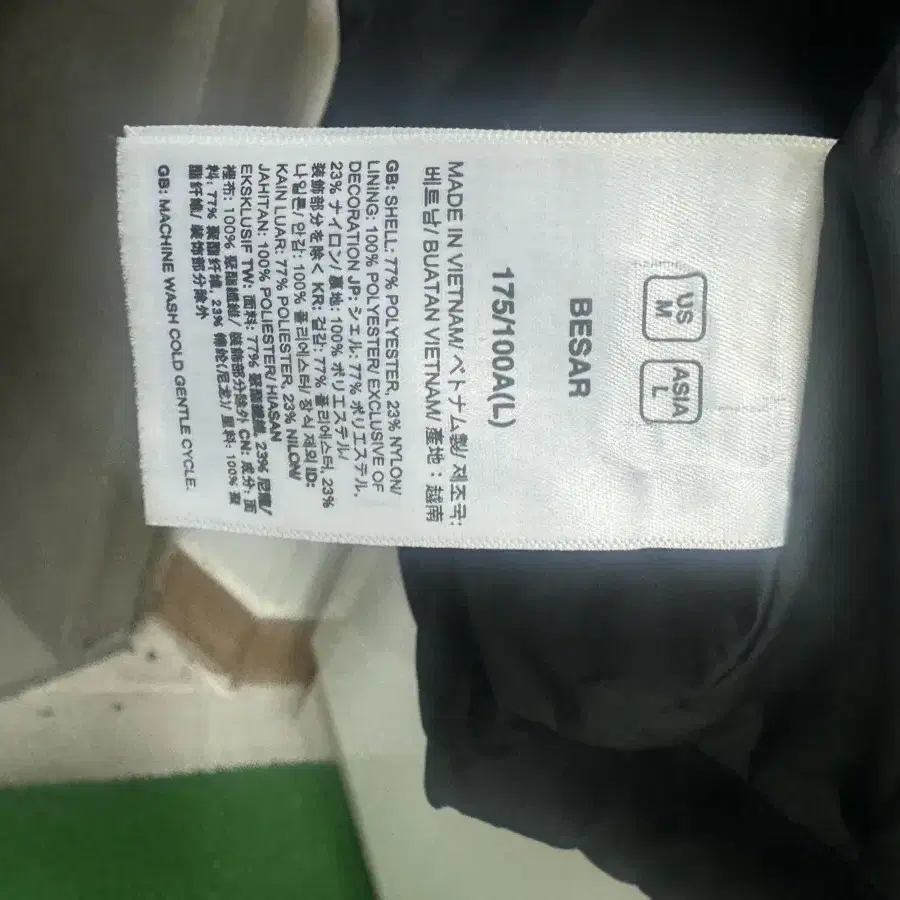 US
M
ASIA
L
BESAR
175/100A(L)
MADE IN VIETNAM/ ベトナム製/ 제조국:
베트남/ BUATAN VIETNAM/ 產地：越南
GB: SHELL: 77% POLYESTER, 23% NYLON/
LINING: 100% POLYESTER/ EXCLUSIVE OF
DECORATION JP: シェル: 77% ポリエステル,
23% ナイロン/ 裏地: 100% ポリエステル/
装飾部分を除く KR: 겉감: 77% 폴리에스터, 23%
나일론/ 안감: 100% 폴리에스터/ 장식 제외 ID:
KAIN LUAR: 77% POLIESTER, 23% NILON/
JAHITAN: 100% POLIESTER/ HIASAN
EKSKLUSIF TW: 面料: 77% 聚酯纖維, 23% 尼龍/
裡布: 100% 聚酯纖維/ 裝飾部分除外 CN: 成分: 面
料: 77% 聚酯纤维, 23% 锦纶(尼龙)/ 里料: 100% 聚
酯纤维/ 装饰部分除外
GB: MACHINE WASH COLD GENTLE CYCLE.